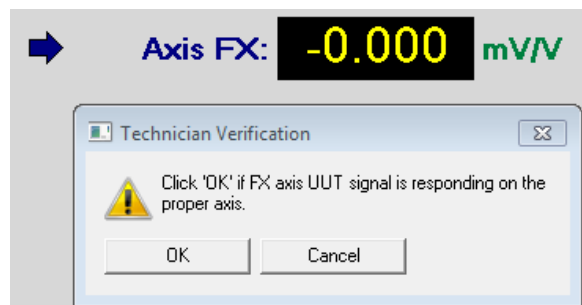 Axis FX: -0.000 mV/V
Technician Verification
Click 'OK' if FX axis UUT signal is responding on the
proper axis.
OK Cancel